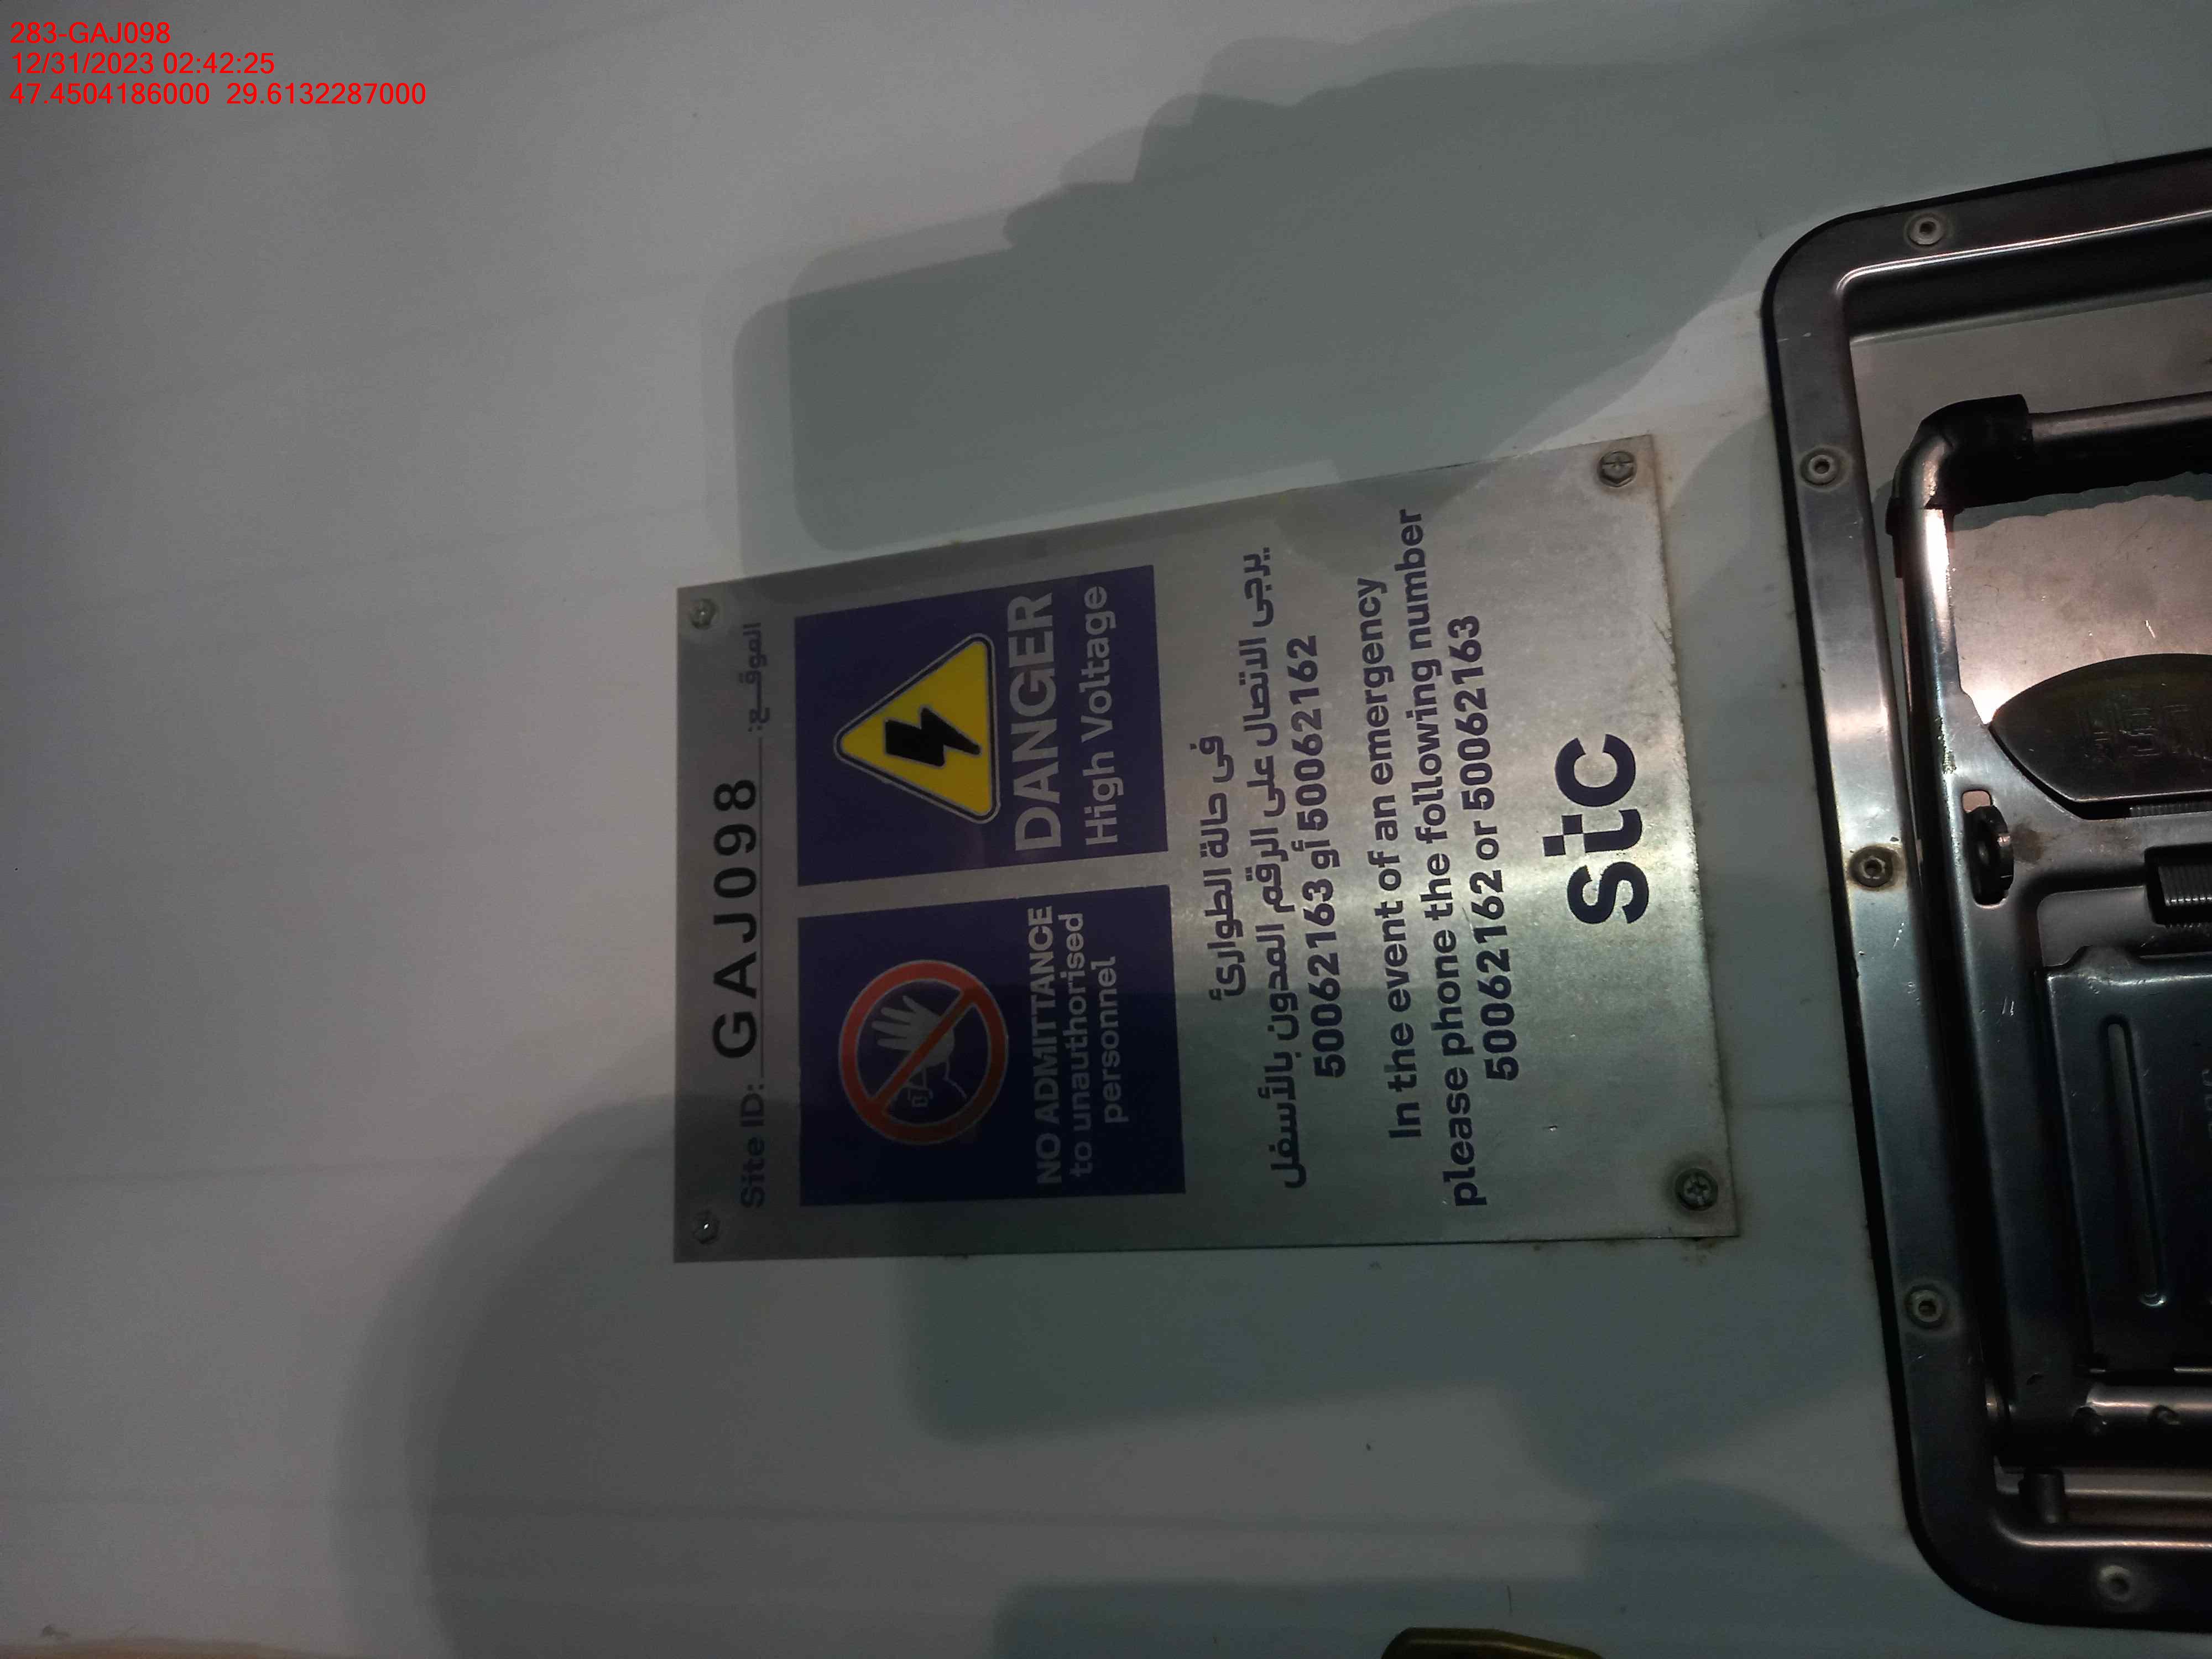 283-GAJ098
12/31/2023 02:42:25
47.4504186000 29.6132287000
Site ID: GAJ098 الموقـــع:
NO ADMITTANCE
to unauthorised
personnel
DANGER
High Voltage
في حالة الطوارئ
يرجى الاتصال على الرقم المدون بالأسفل
50062162 أو 50062163
In the event of an emergency
please phone the following number
50062162 or 50062163
stc